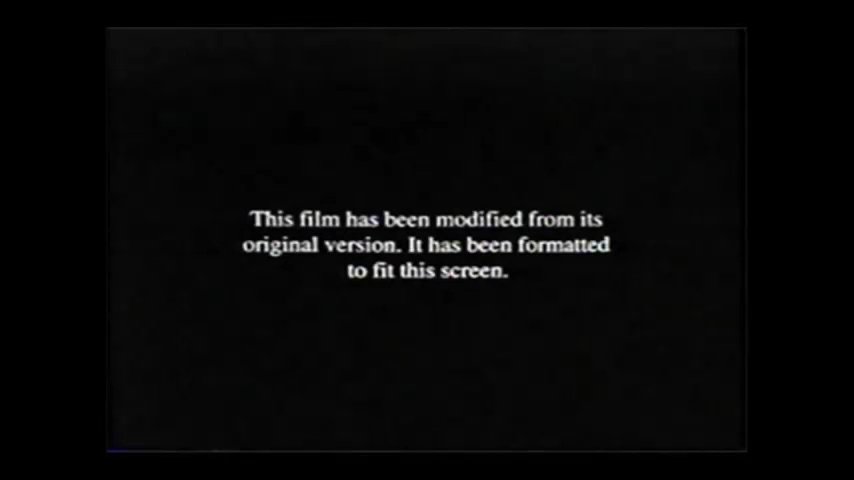 This film has been modified from its
original version. It has been formatted
to fit this screen.